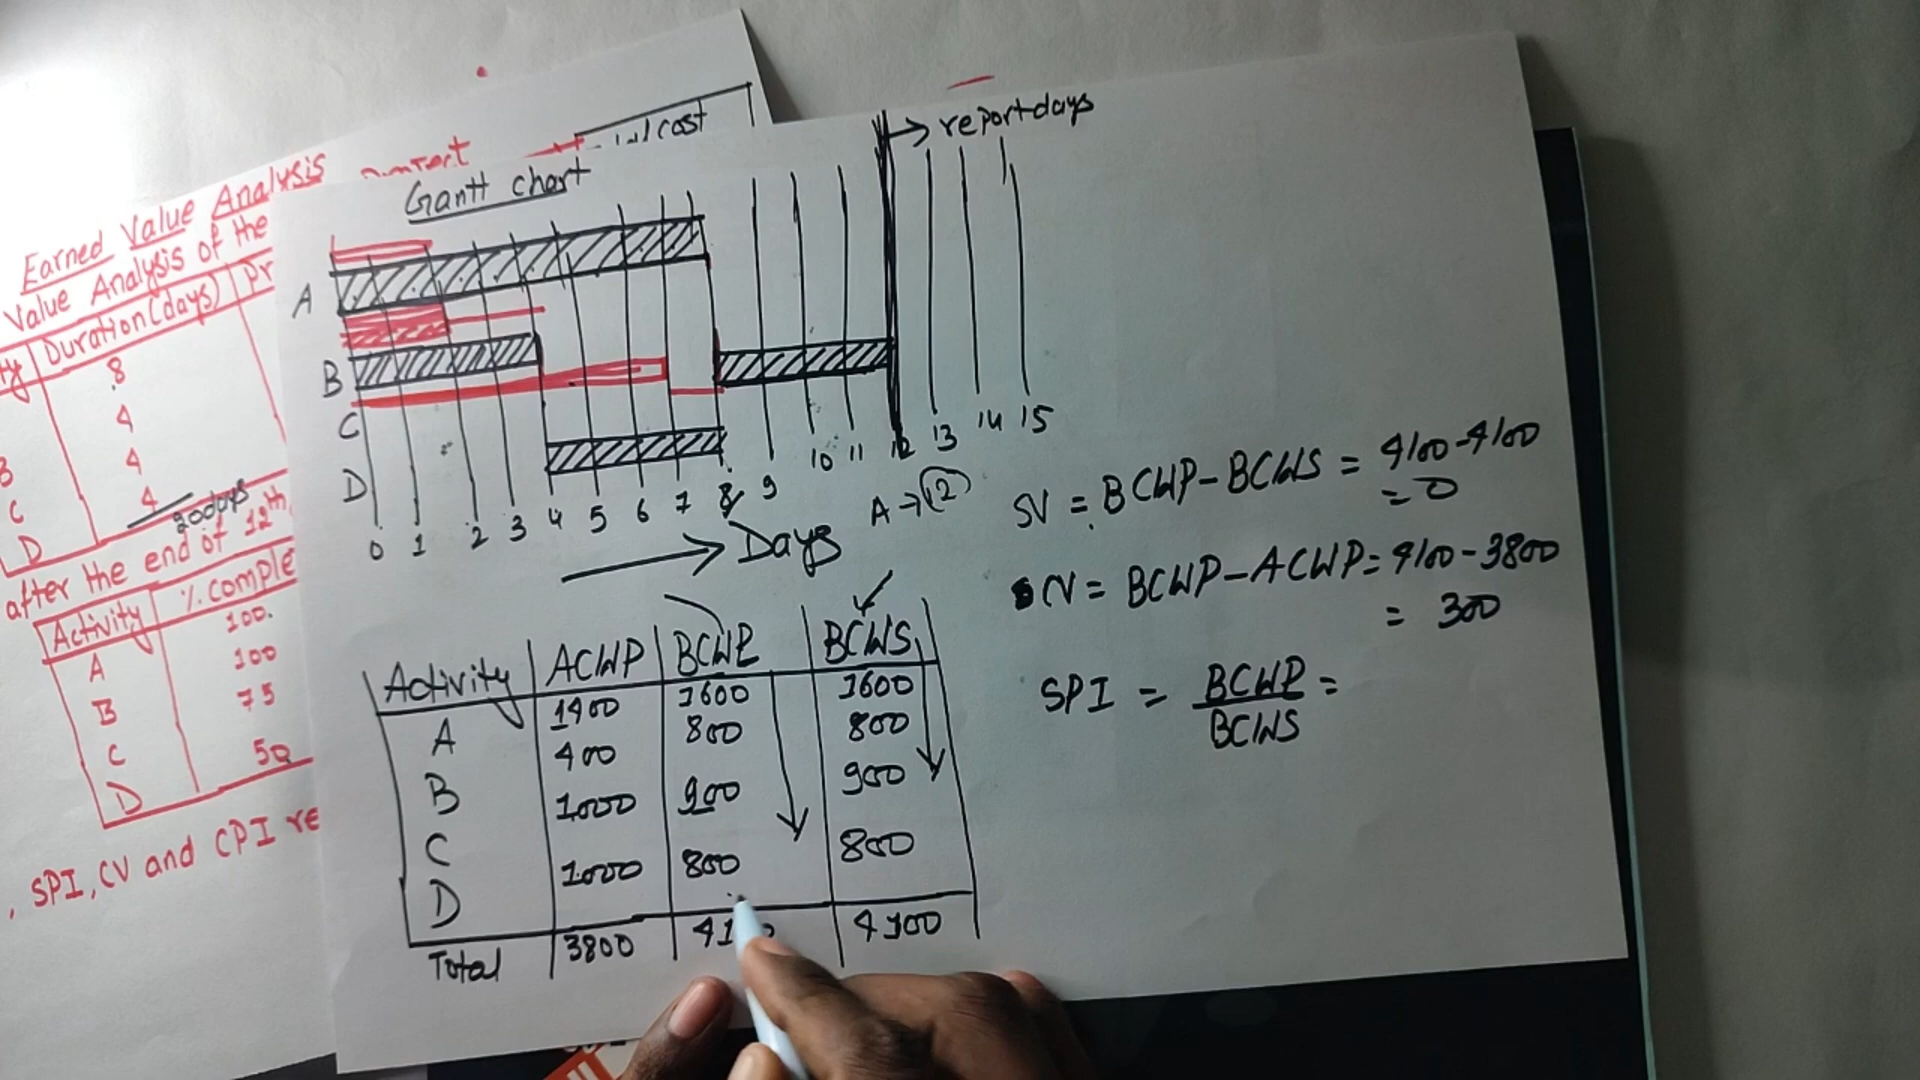 Earned Value Analysis
Value Analysis of the
Duration(days)
8
4
4
4
B
C
D
after the end of 12th
Activity
% comple
A
100.
B
100
C
75
D
50
, SPI, CV and CPI re
cost
Gantt chart
→ reportdays
A
B
C
D
0 1 2 3 4 5 6 7 8 9 10 11 12 13 14 15
Days
A → 12
Activity ACWP BCWP BCWS
A 1400 1600 1600
B 400 800 800
C 1000 900 900
D 1000 800 800
Total 3800 4100
SV = BCWP - BCWS = 4100 - 4100
= 0
CV = BCWP - ACWP = 4100 - 3800
= 300
SPI = BCWP =
BCWS